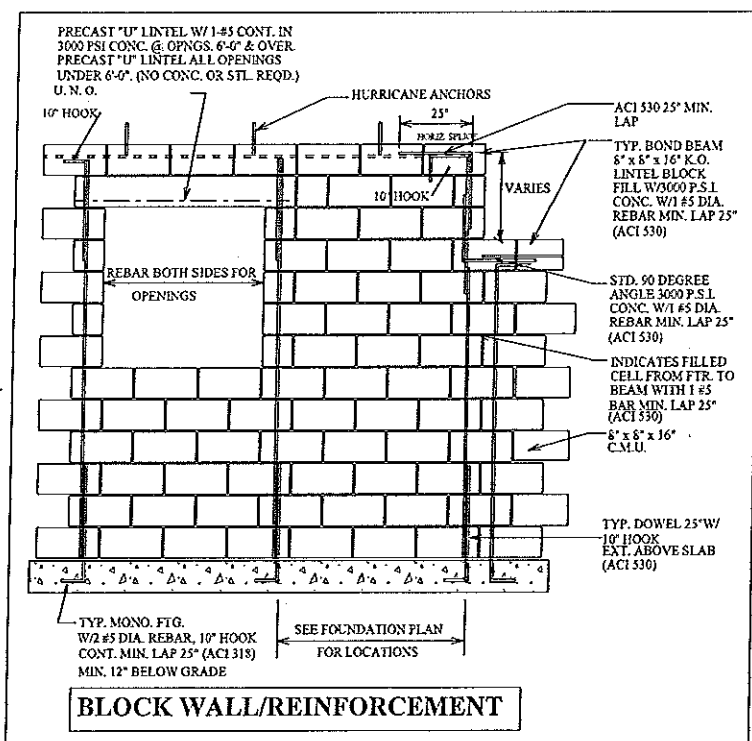 PRECAST "U" LINTEL W/ 1-#5 CONT. IN
3000 PSI CONC. @ OPNGS. 6'-0" & OVER
PRECAST "U" LINTEL ALL OPENINGS
UNDER 6'-0". (NO CONC. OR STL. REQD.)
U. N. O.
10" HOOK
HURRICANE ANCHORS
25"
HORIZ SPLICE
10" HOOK
VARIES
ACI 530 25" MIN.
LAP
TYP. BOND BEAM
8" x 8" x 16" K.O.
LINTEL BLOCK
FILL W/3000 P.S.I.
CONC. W/1 #5 DIA.
REBAR MIN. LAP 25"
(ACI 530)
REBAR BOTH SIDES FOR
OPENINGS
STD. 90 DEGREE
ANGLE 3000 P.S.I.
CONC. W/1 #5 DIA.
REBAR MIN. LAP 25"
(ACI 530)
INDICATES FILLED
CELL FROM FTR. TO
BEAM WITH 1 #5
BAR MIN. LAP 25"
(ACI 530)
8" x 8" x 16"
C.M.U.
TYP. DOWEL 25"W/
10" HOOK
EXT. ABOVE SLAB
(ACI 530)
TYP. MONO. FTG.
W/2 #5 DIA. REBAR, 10" HOOK
CONT. MIN. LAP 25" (ACI 318)
MIN. 12" BELOW GRADE
SEE FOUNDATION PLAN
FOR LOCATIONS
BLOCK WALL/REINFORCEMENT